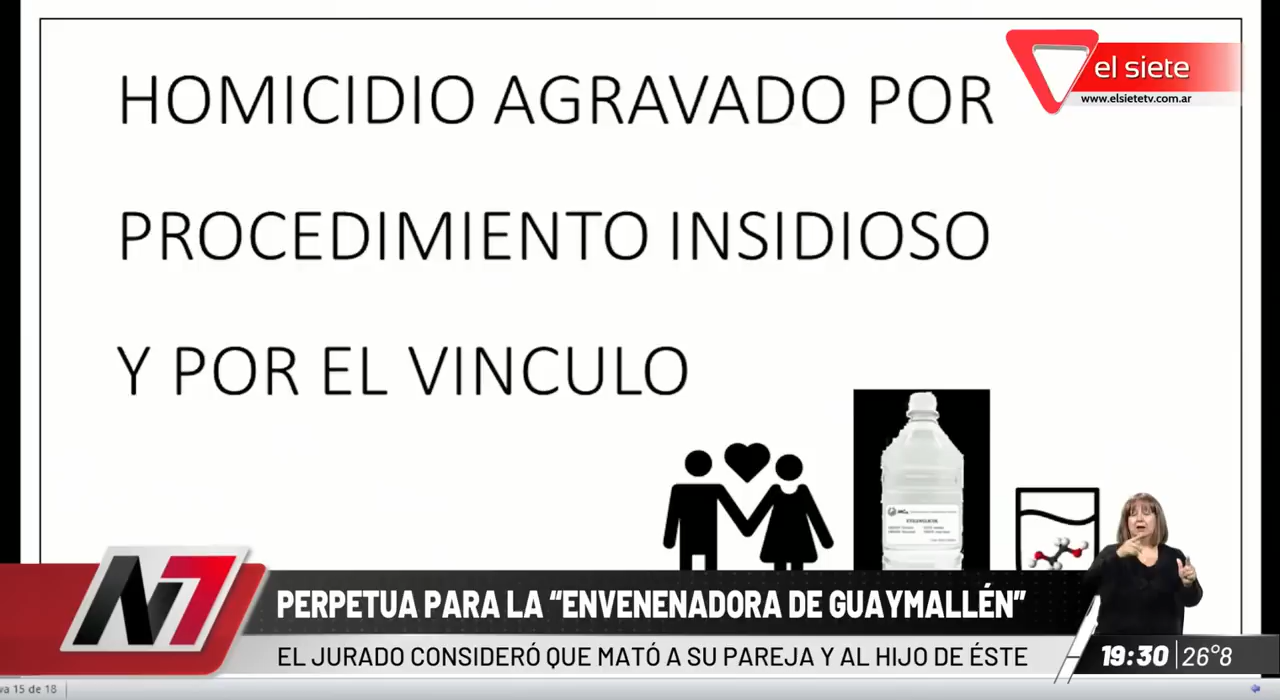 HOMICIDIO AGRAVADO POR
el siete
www.elsietetv.com.ar
PROCEDIMIENTO INSIDIOSO
Y POR EL VINCULO
N7
PERPETUA PARA LA “ENVENENADORA DE GUAYMALLÉN”
EL JURADO CONSIDERÓ QUE MATÓ A SU PAREJA Y AL HIJO DE ÉSTE
19:30 26°8
va 15 de 18